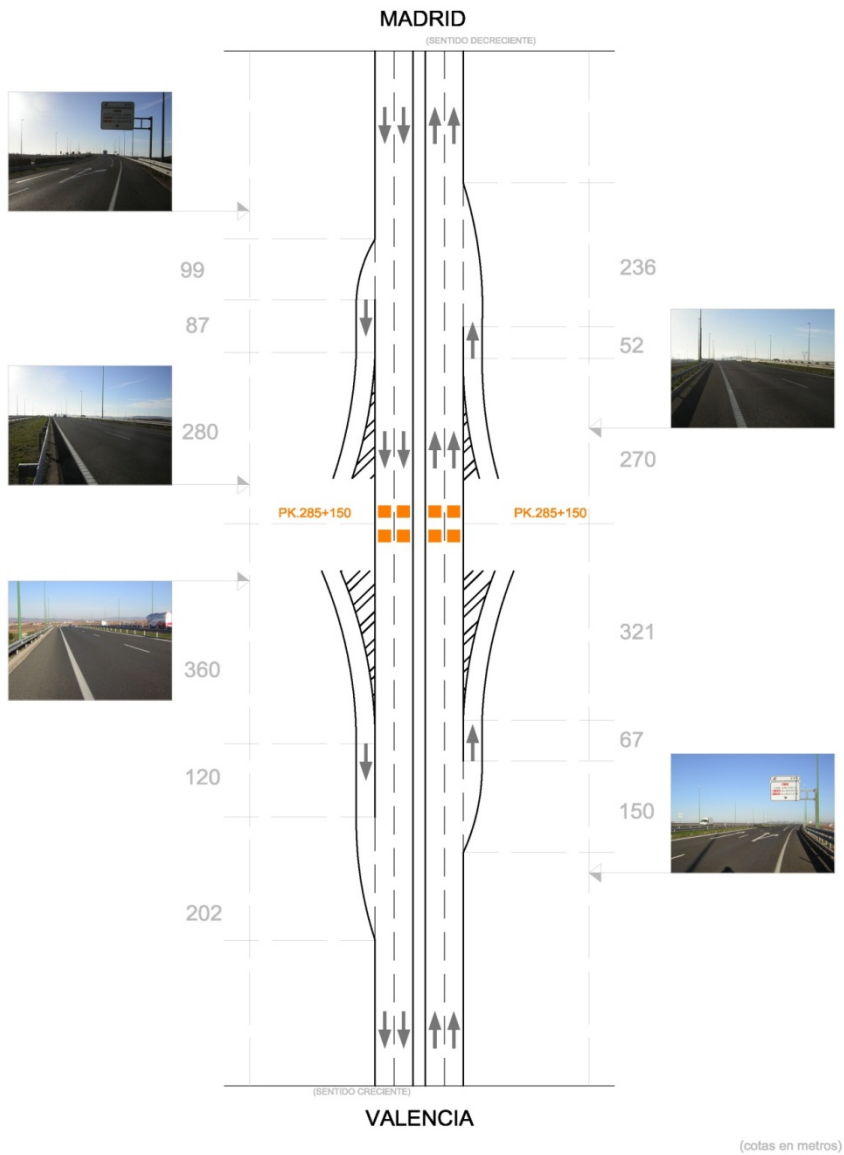 MADRID
(SENTIDO DECRECIENTE)
99
236
87
52
280
270
PK.285+150
PK.285+150
321
360
67
120
150
202
(SENTIDO CRECIENTE)
VALENCIA
(cotas en metros)